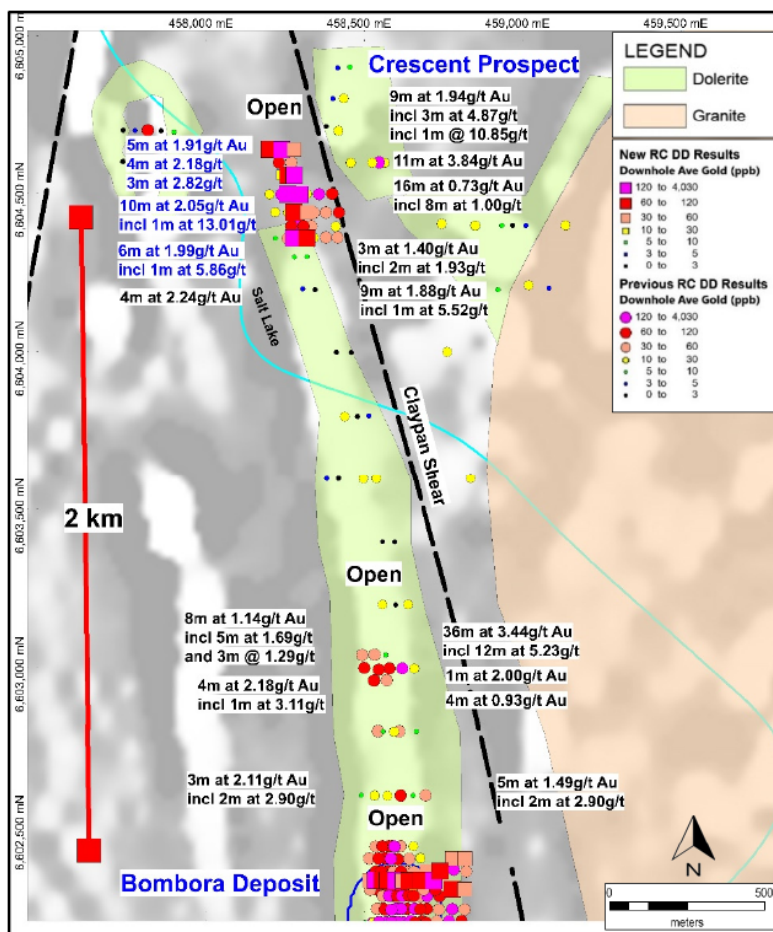 458,000 mE
458,500 mE
459,000 mE
459,500 mE
6,605,000 mN
6,604,500 mN
6,604,000 mN
6,603,500 mN
6,603,000 mN
6,602,500 mN
Crescent Prospect
Open
9m at 1.94g/t Au
incl 3m at 4.87g/t
incl 1m @ 10.85g/t
11m at 3.84g/t Au
16m at 0.73g/t Au
incl 8m at 1.00g/t
5m at 1.91g/t Au
4m at 2.18g/t
3m at 2.82g/t
10m at 2.05g/t Au
incl 1m at 13.01g/t
6m at 1.99g/t Au
incl 1m at 5.86g/t
4m at 2.24g/t Au
3m at 1.40g/t Au
incl 2m at 1.93g/t
9m at 1.88g/t Au
incl 1m at 5.52g/t
Salt Lake
Claypan Shear
2 km
Open
8m at 1.14g/t Au
incl 5m at 1.69g/t
and 3m @ 1.29g/t
4m at 2.18g/t Au
incl 1m at 3.11g/t
36m at 3.44g/t Au
incl 12m at 5.23g/t
1m at 2.00g/t Au
4m at 0.93g/t Au
3m at 2.11g/t Au
incl 2m at 2.90g/t
5m at 1.49g/t Au
incl 2m at 2.90g/t
Open
Bombora Deposit
LEGEND
Dolerite
Granite
New RC DD Results
Downhole Ave Gold (ppb)
120 to 4,030
60 to 120
30 to 60
10 to 30
5 to 10
3 to 5
0 to 3
Previous RC DD Results
Downhole Ave Gold (ppb)
120 to 4,030
60 to 120
30 to 60
10 to 30
5 to 10
3 to 5
0 to 3
N
0
500
meters